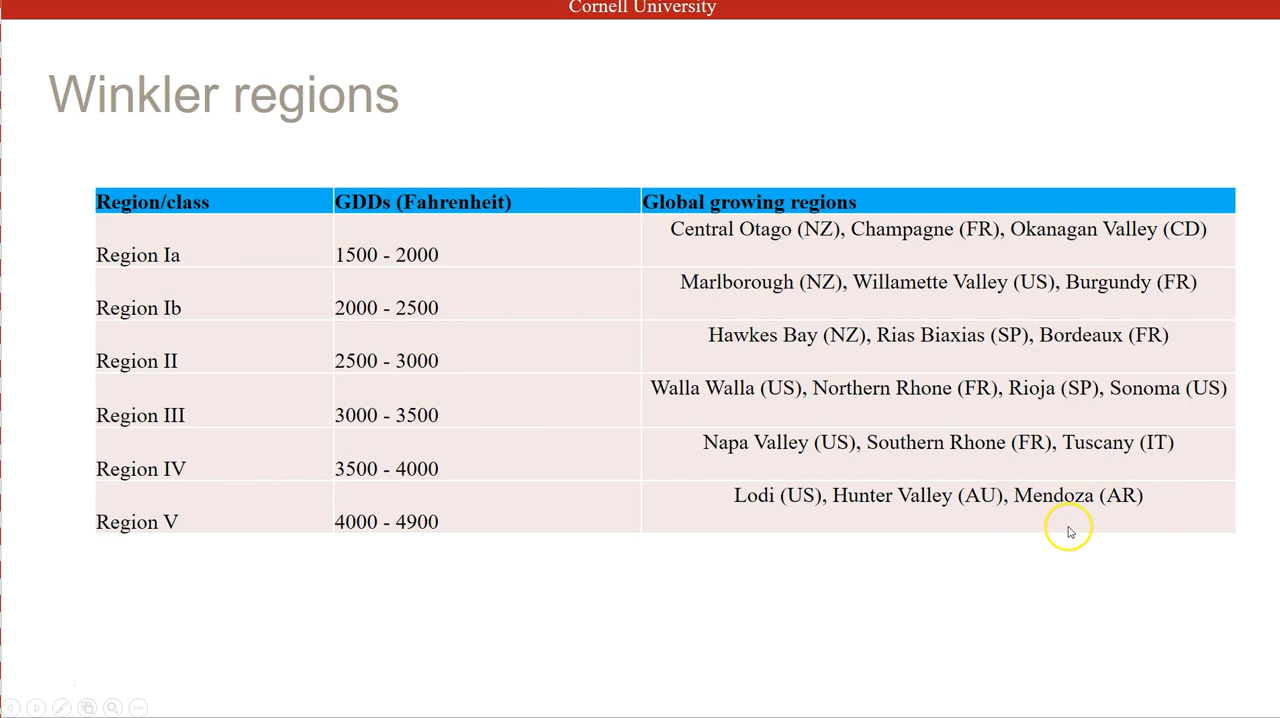 Cornell University
Winkler regions
Region/class GDDs (Fahrenheit) Global growing regions
Region Ia 1500 - 2000 Central Otago (NZ), Champagne (FR), Okanagan Valley (CD)
Region Ib 2000 - 2500 Marlborough (NZ), Willamette Valley (US), Burgundy (FR)
Region II 2500 - 3000 Hawkes Bay (NZ), Rias Biaxias (SP), Bordeaux (FR)
Region III 3000 - 3500 Walla Walla (US), Northern Rhone (FR), Rioja (SP), Sonoma (US)
Region IV 3500 - 4000 Napa Valley (US), Southern Rhone (FR), Tuscany (IT)
Region V 4000 - 4900 Lodi (US), Hunter Valley (AU), Mendoza (AR)